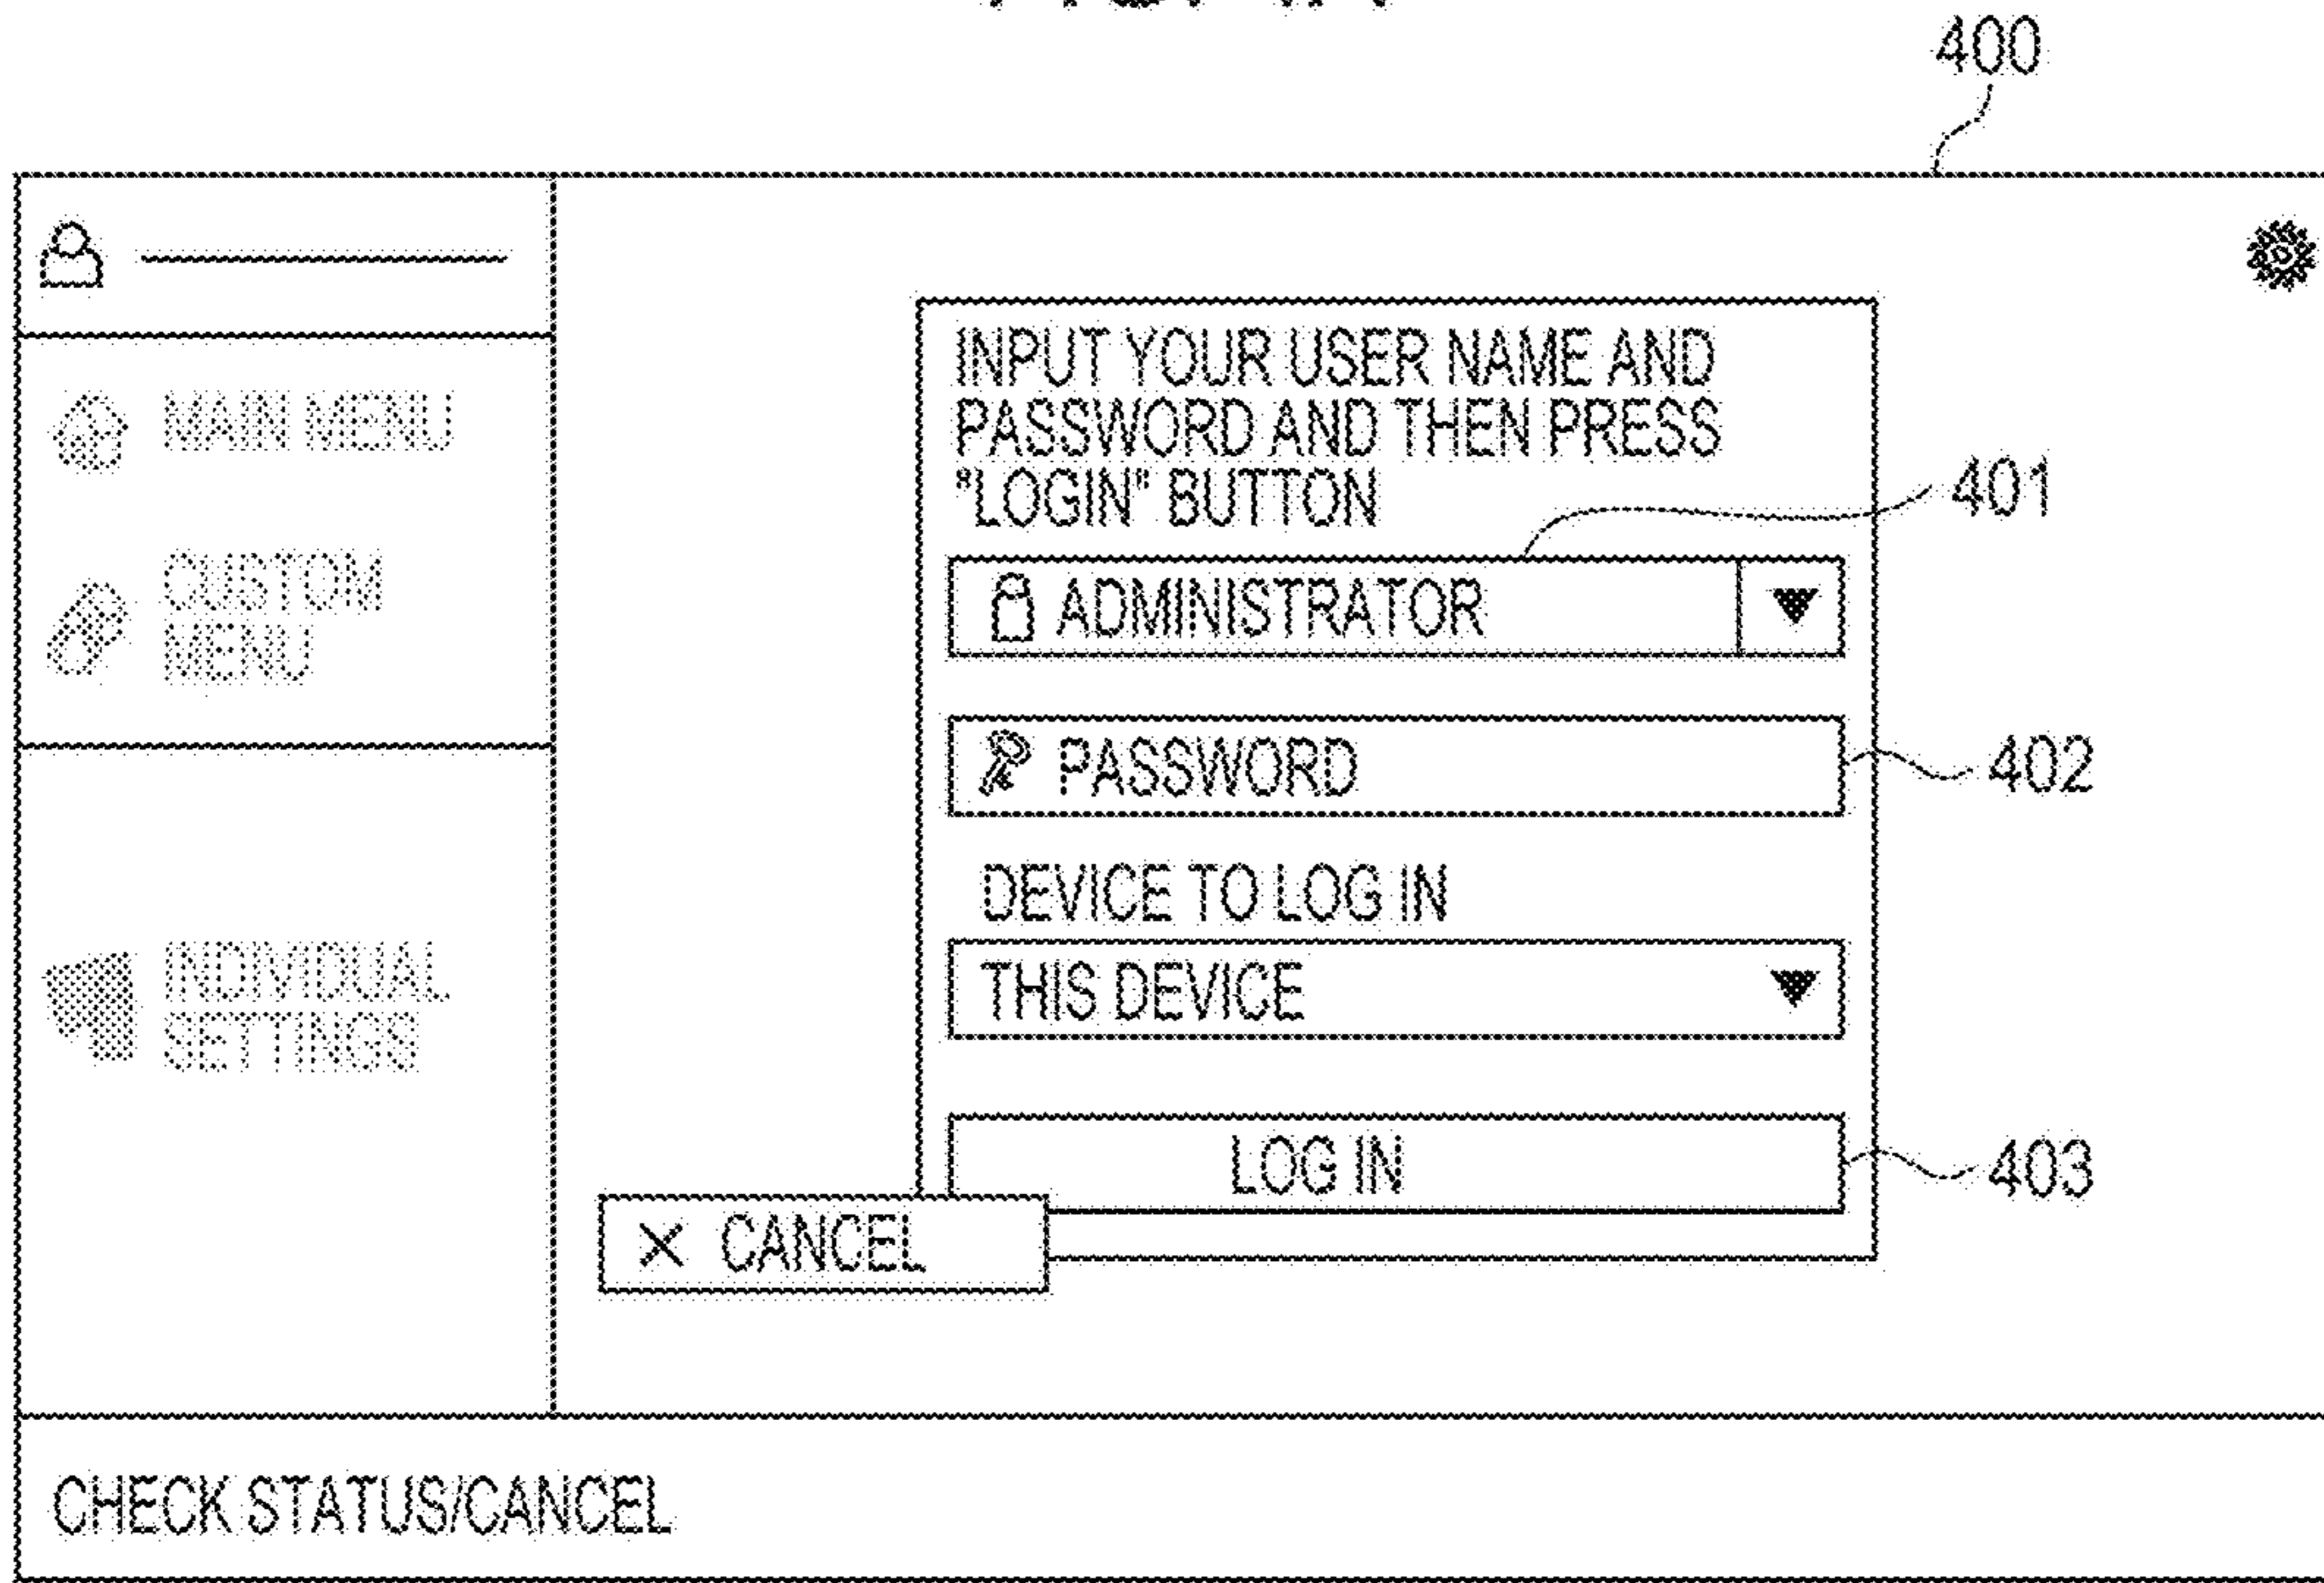 400
MAIN MENU
CUSTOM
MENU
INDIVIDUAL
SETTINGS
INPUT YOUR USER NAME AND
PASSWORD AND THEN PRESS
"LOGIN" BUTTON
401
ADMINISTRATOR
PASSWORD
402
DEVICE TO LOG IN
THIS DEVICE
LOG IN
403
× CANCEL
CHECK STATUS/CANCEL